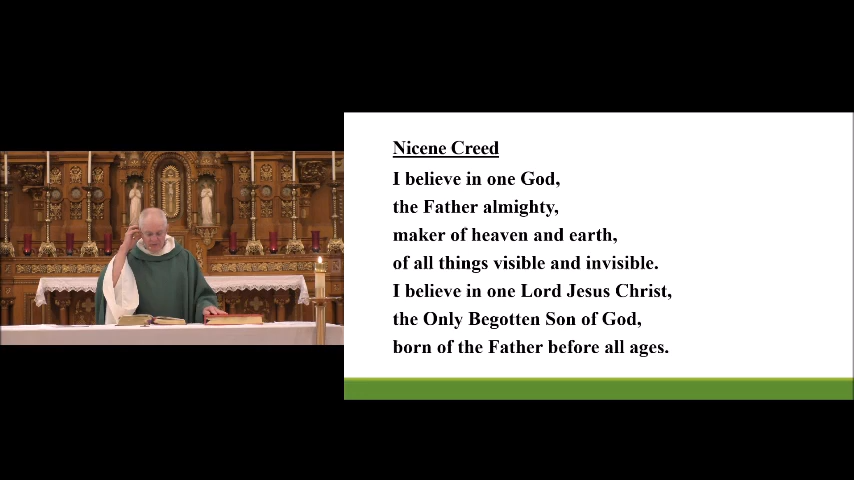 Nicene Creed
I believe in one God,
the Father almighty,
maker of heaven and earth,
of all things visible and invisible.
I believe in one Lord Jesus Christ,
the Only Begotten Son of God,
born of the Father before all ages.